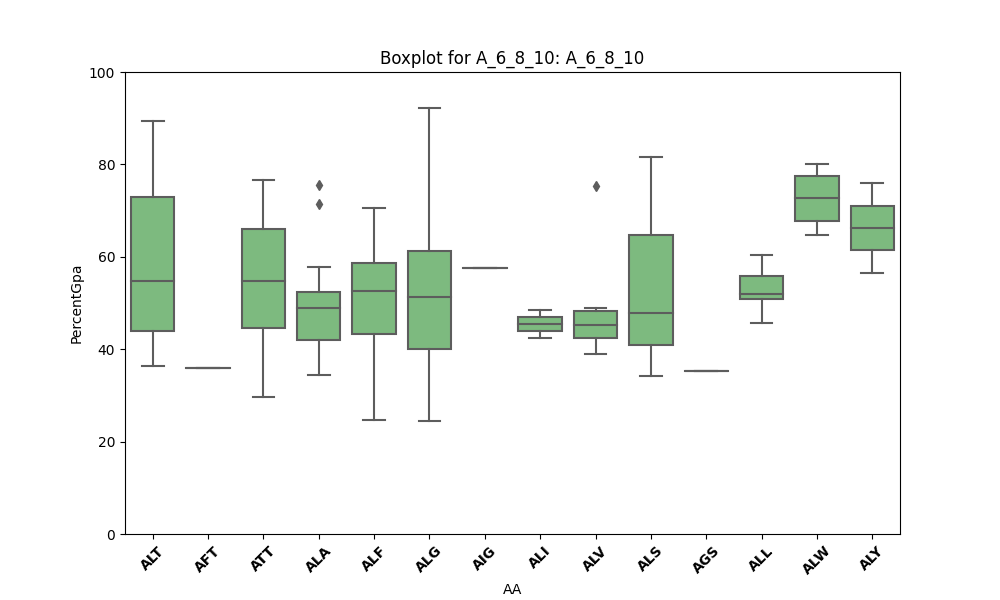 Boxplot for A_6_8_10: A_6_8_10
PercentGpa
100
80
60
40
20
0
ALT AFT ATT ALA ALF ALG AIG ALI ALV ALS AGS ALL ALW ALY
AA